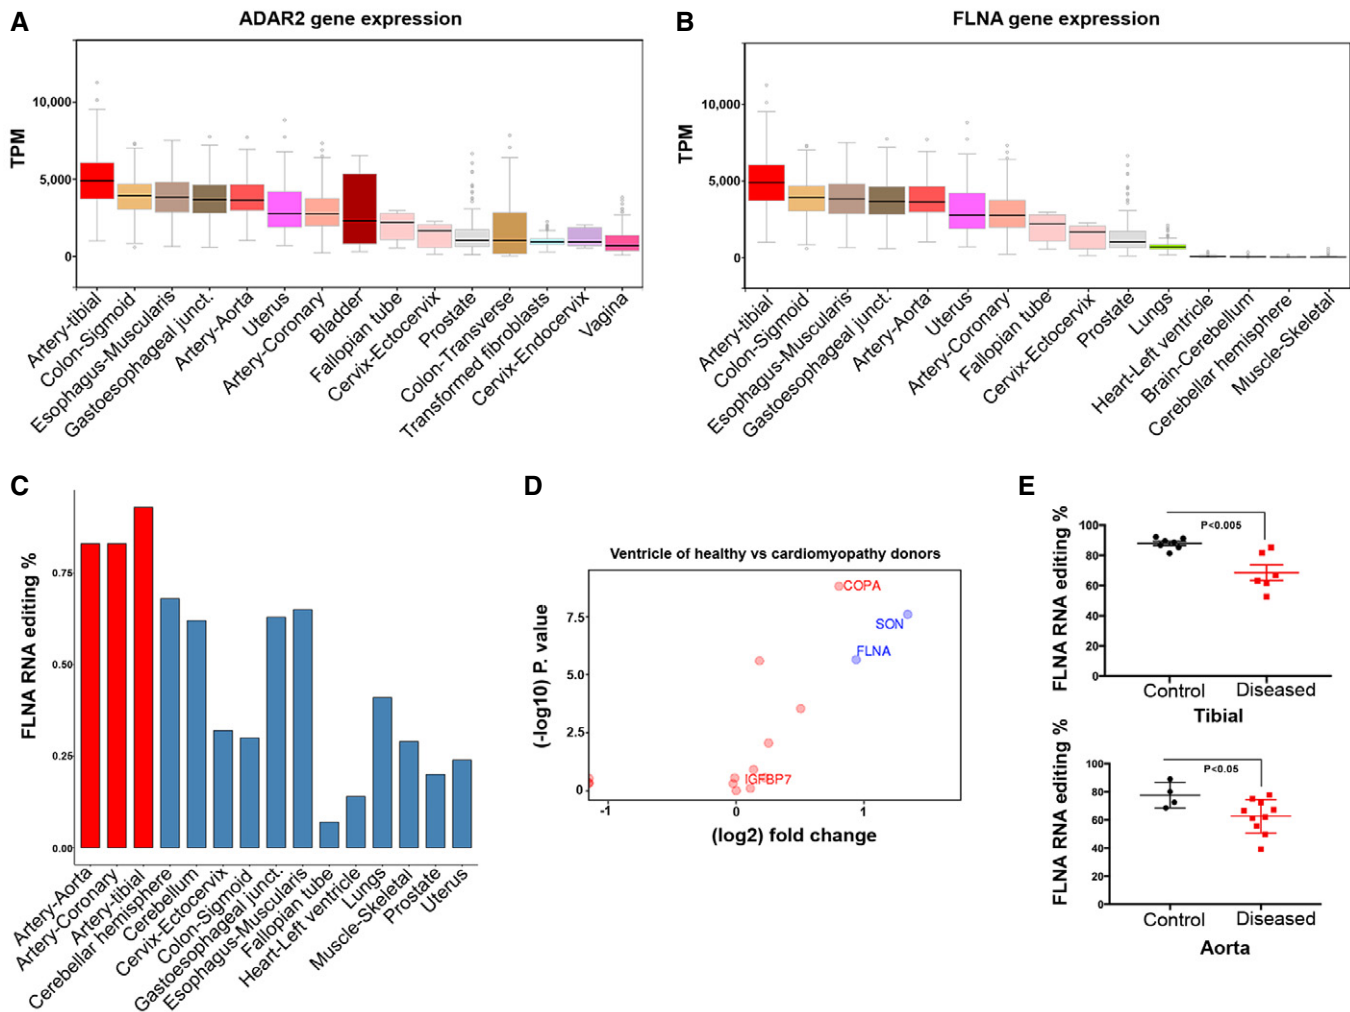 A
ADAR2 gene expression
TPM
10,000
5,000
0
Artery-tibial
Colon-Sigmoid
Esophagus-Muscularis
Gastoesophageal junct.
Artery-Aorta
Uterus
Artery-Coronary
Bladder
Fallopian tube
Cervix-Ectocervix
Prostate
Colon-Transverse
Transformed fibroblasts
Cervix-Endocervix
Vagina
B
FLNA gene expression
TPM
10,000
5,000
0
Artery-tibial
Colon-Sigmoid
Esophagus-Muscularis
Gastoesophageal junct.
Artery-Aorta
Uterus
Artery-Coronary
Fallopian tube
Cervix-Ectocervix
Prostate
Lungs
Heart-Left ventricle
Brain-Cerebellum
Cerebellar hemisphere
Muscle-Skeletal
C
FLNA RNA editing %
0.75
0.50
0.25
0.00
Artery-Aorta
Artery-Coronary
Artery-tibial
Cerebellar hemisphere
Cerebellum
Cervix-Ectocervix
Colon-Sigmoid
Gastoesophageal junct.
Esophagus-Muscularis
Fallopian tube
Heart-Left ventricle
Lungs
Muscle-Skeletal
Prostate
Uterus
D
Ventricle of healthy vs cardiomyopathy donors
(-log10) P. value
7.5
5.0
2.5
0
COPA
SON
FLNA
IGFBP7
-1
0
1
(log2) fold change
E
FLNA RNA editing %
100
80
60
40
20
0
P<0.005
Control
Diseased
Tibial
FLNA RNA editing %
100
80
60
40
20
0
P<0.05
Control
Diseased
Aorta